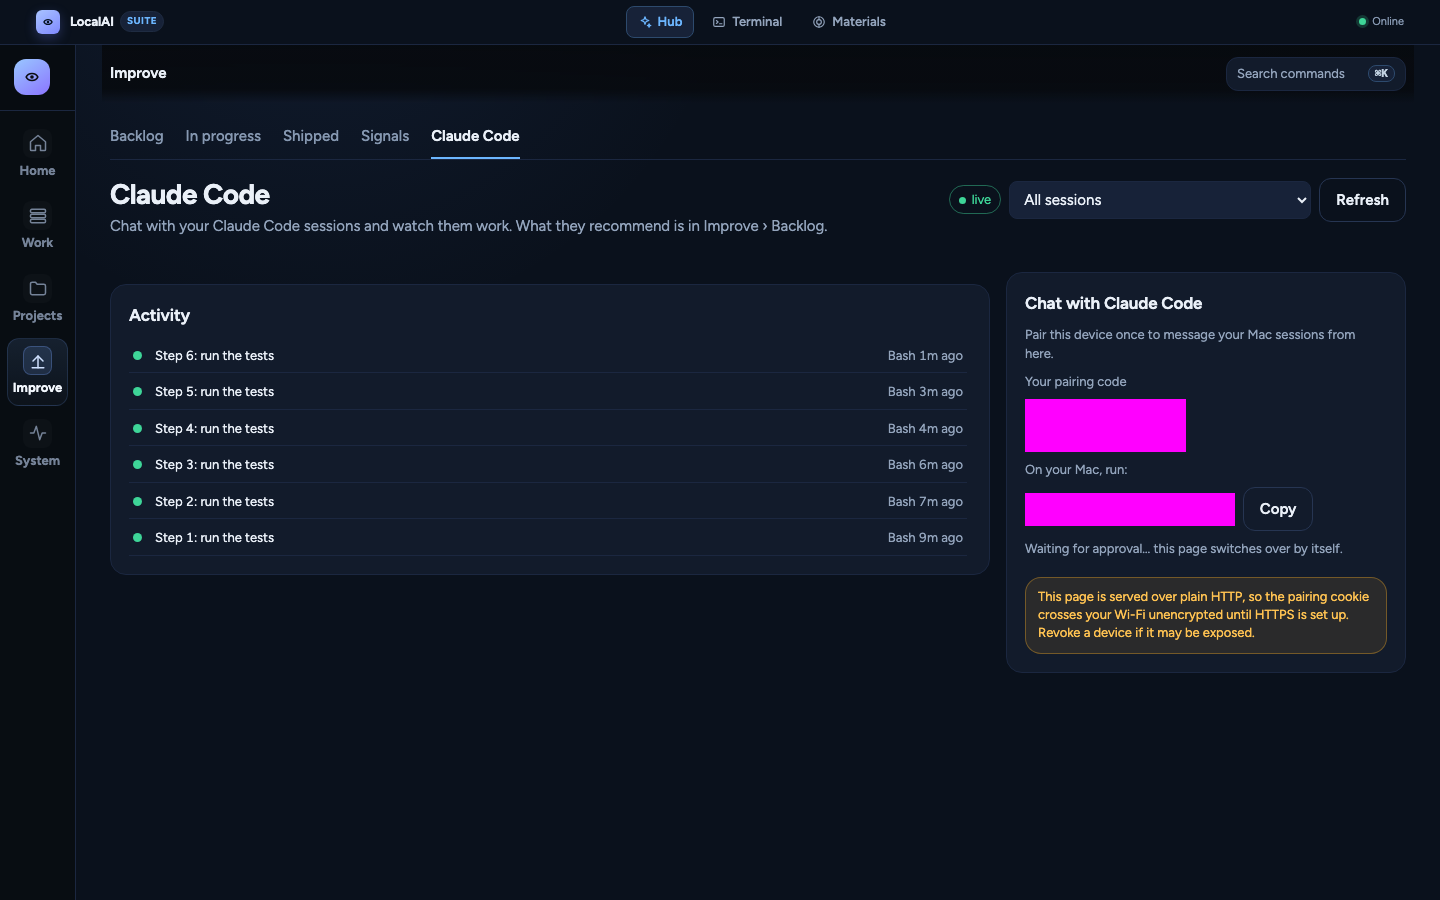 LocalAI SUITE
Hub
Terminal
Materials
Online
Improve
Search commands ⌘K
Home
Work
Projects
Improve
System
Backlog
In progress
Shipped
Signals
Claude Code
Claude Code
Chat with your Claude Code sessions and watch them work. What they recommend is in Improve › Backlog.
live
All sessions
Refresh
Activity
Step 6: run the tests Bash 1m ago
Step 5: run the tests Bash 3m ago
Step 4: run the tests Bash 4m ago
Step 3: run the tests Bash 6m ago
Step 2: run the tests Bash 7m ago
Step 1: run the tests Bash 9m ago
Chat with Claude Code
Pair this device once to message your Mac sessions from
here.
Your pairing code
On your Mac, run:
Copy
Waiting for approval... this page switches over by itself.
This page is served over plain HTTP, so the pairing cookie
crosses your Wi-Fi unencrypted until HTTPS is set up.
Revoke a device if it may be exposed.